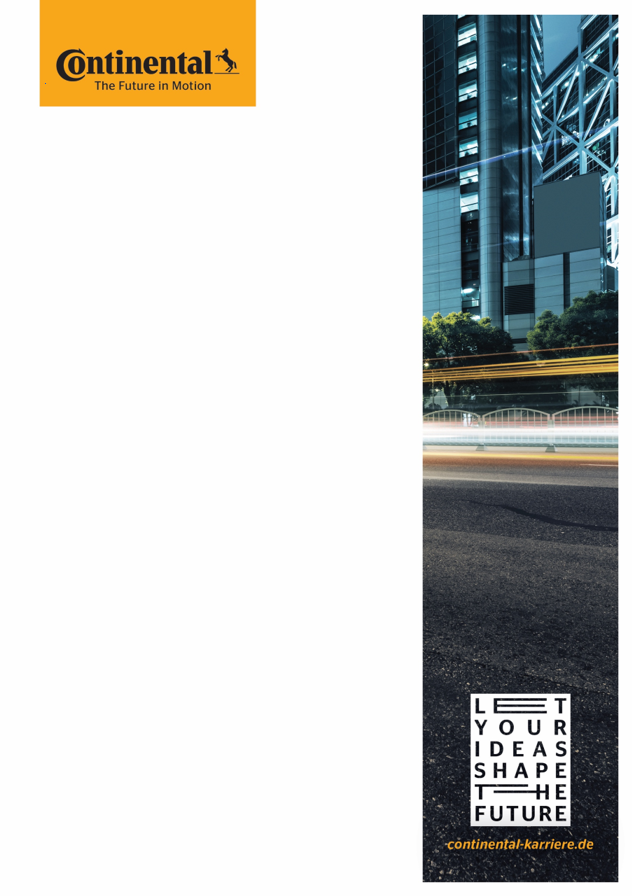 Continental
The Future in Motion
LET
YOUR
IDEAS
SHAPE
THE
FUTURE
continental-karriere.de